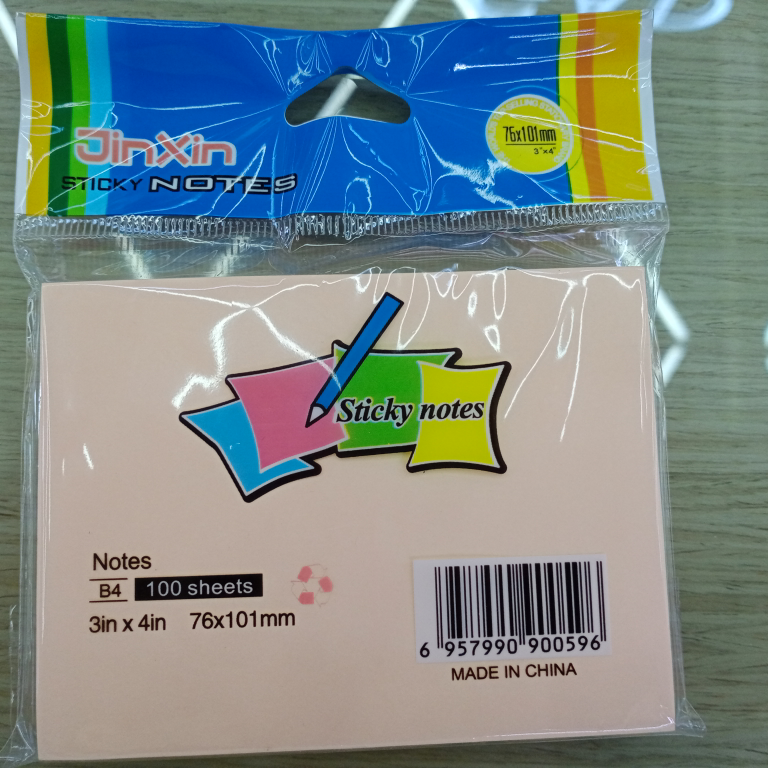 JinXin
STICKY NOTES
76x101mm
3"x4"
Sticky notes
Notes
B4 100 sheets
3in x 4in 76x101mm
6 957990 900596
MADE IN CHINA